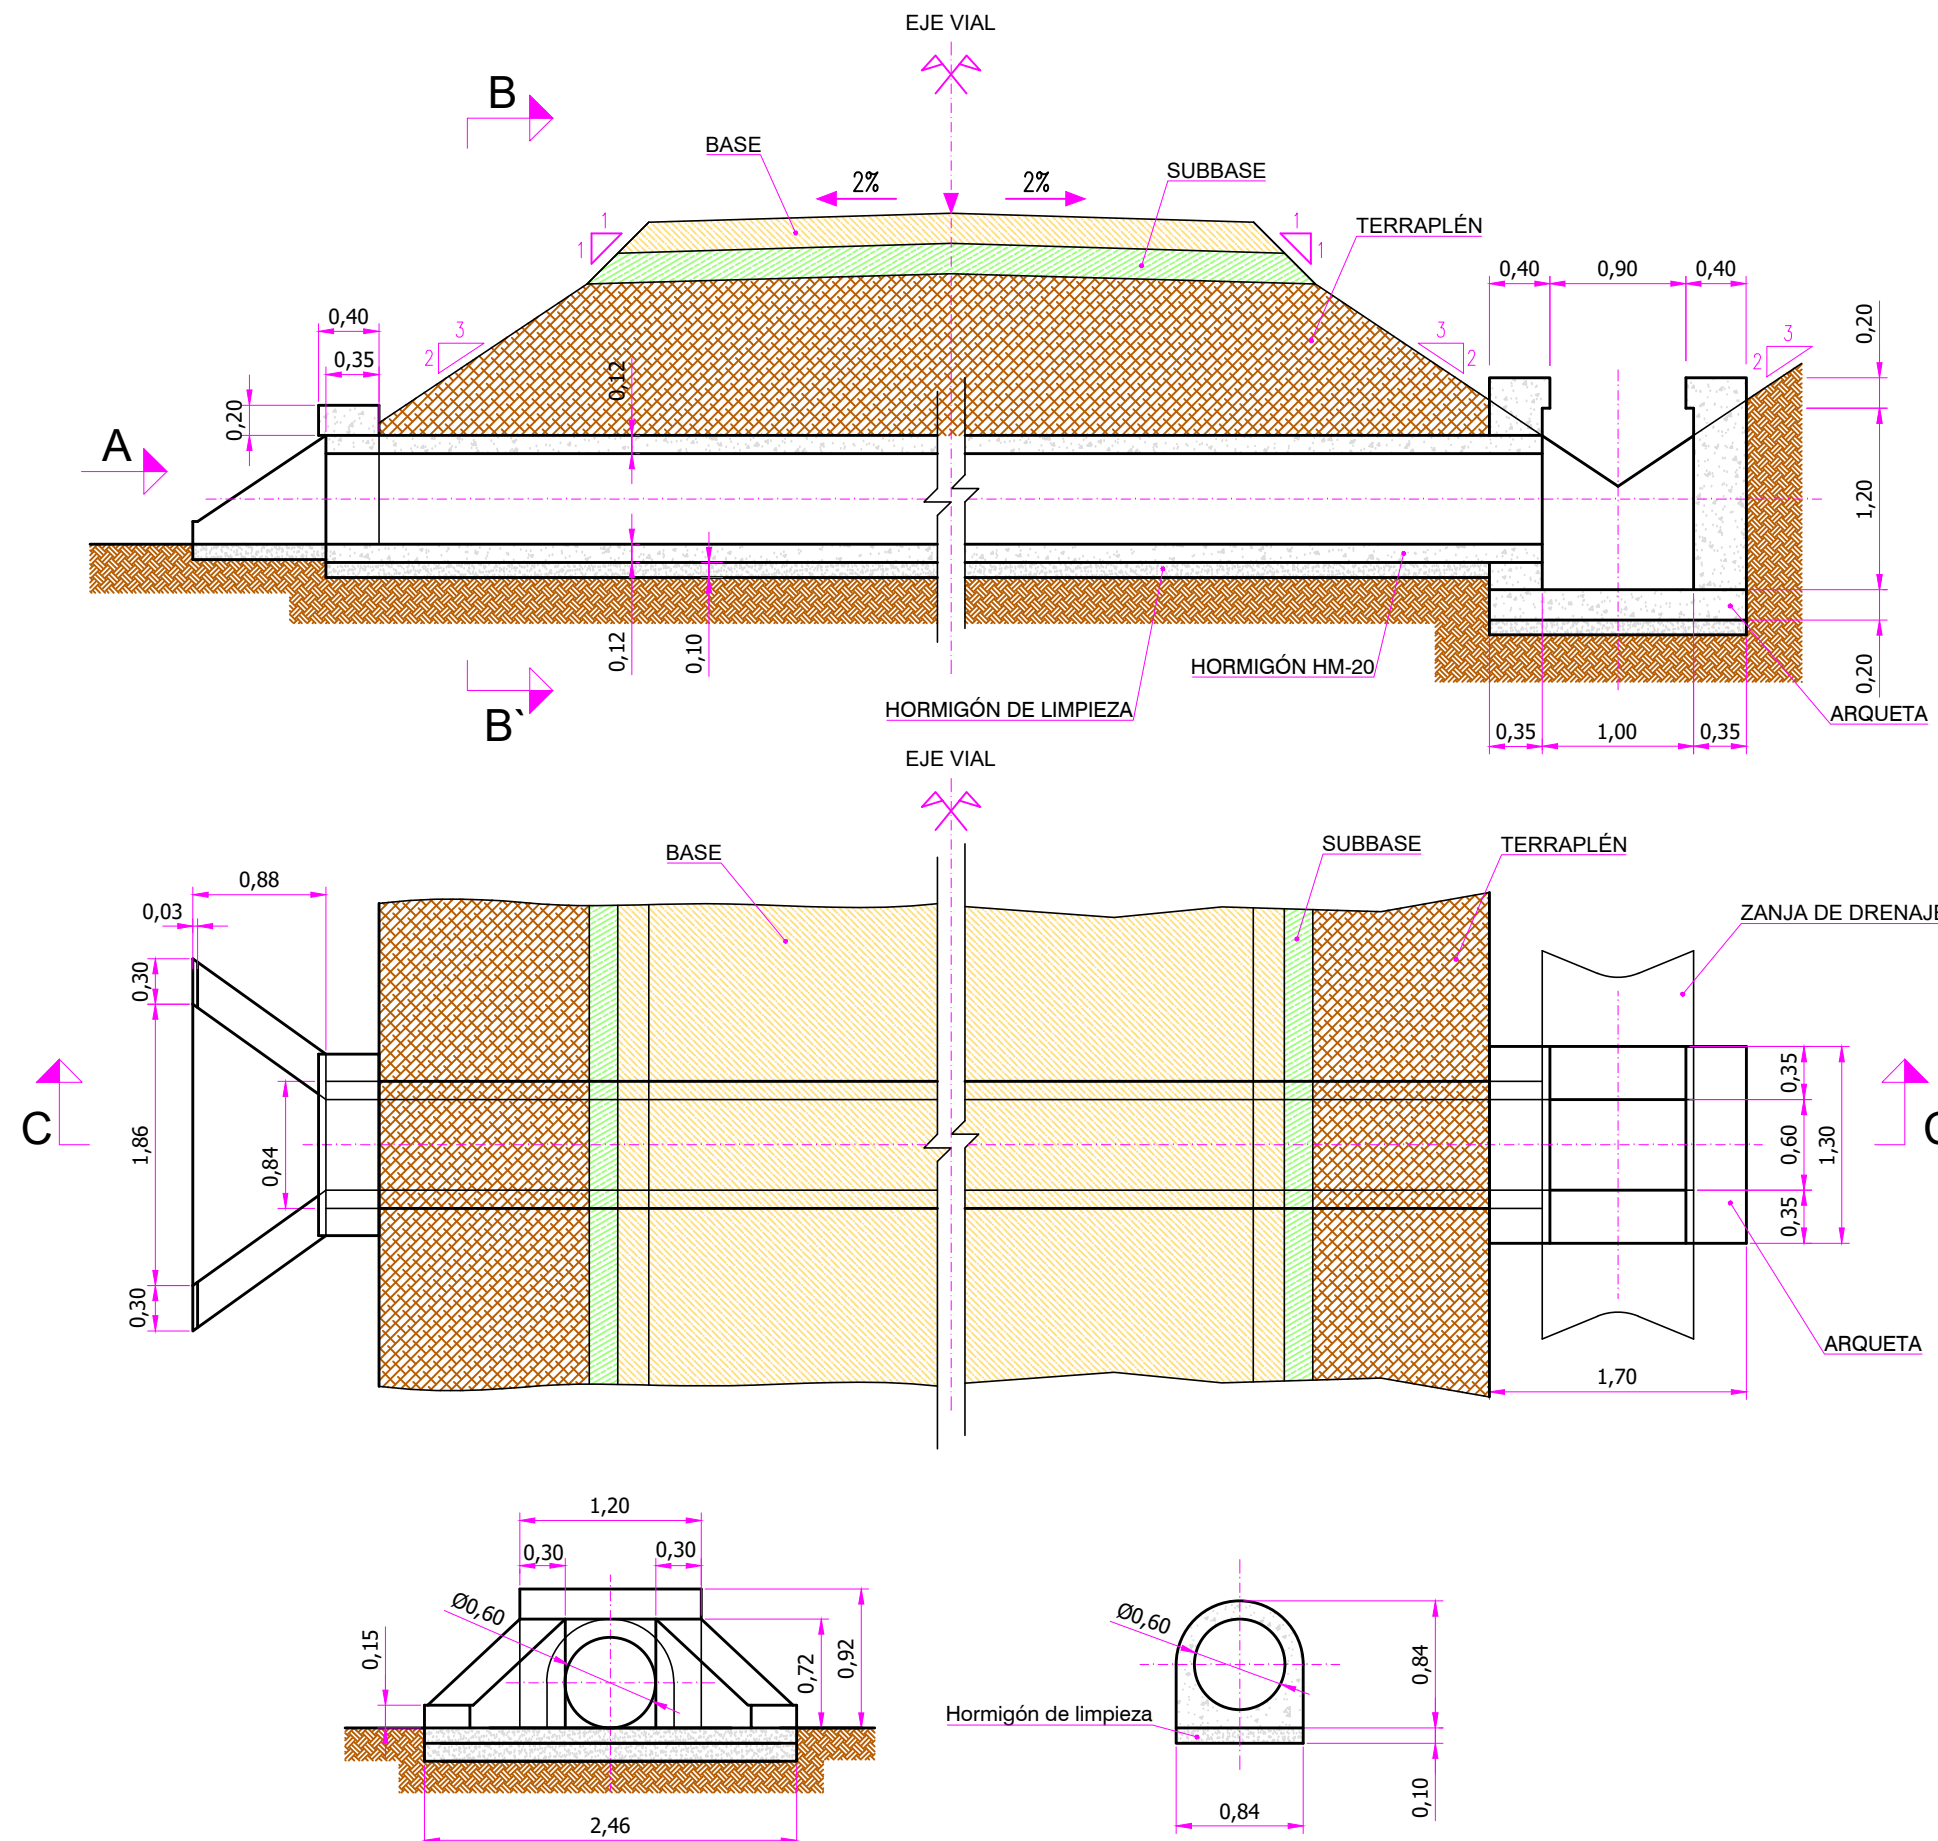 EJE VIAL
B
BASE
2%
2%
SUBBASE
1
1
1
1
TERRAPLÉN
0,40
0,90
0,40
0,20
0,40
0,35
3
2
0,12
3
2
3
2
0,20
A
1,20
0,12
0,10
HORMIGÓN HM-20
0,20
HORMIGÓN DE LIMPIEZA
ARQUETA
B`
0,35
1,00
0,35
EJE VIAL
BASE
SUBBASE
TERRAPLÉN
0,88
0,03
ZANJA DE DRENAJE
0,30
0,35
C
1,86
0,84
0,60
1,30
0,30
0,35
ARQUETA
1,70
1,20
0,30
0,30
Ø0,60
0,15
0,72
0,92
2,46
Ø0,60
0,84
Hormigón de limpieza
0,10
0,84